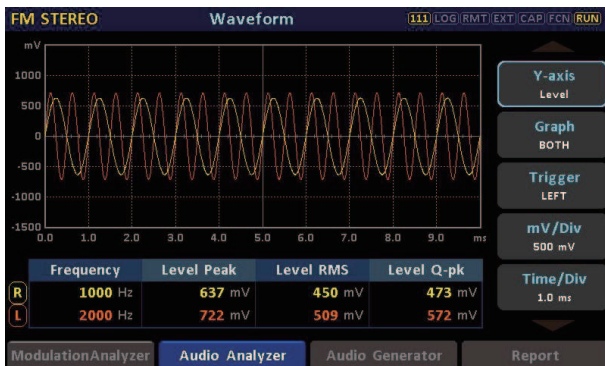 FM STEREO Waveform 111 LOG RMT EXT CAP FCN RUN
mV
1000
500
0
-500
-1000
-1500
0.0 1.0 2.0 3.0 4.0 5.0 6.0 7.0 8.0 9.0 ms
Y-axis
Level
Graph
BOTH
Trigger
LEFT
mV/Div
500 mV
Time/Div
1.0 ms
Frequency Level Peak Level RMS Level Q-pk
R 1000 Hz 637 mV 450 mV 473 mV
L 2000 Hz 722 mV 509 mV 572 mV
ModulationAnalyzer Audio Analyzer Audio Generator Report